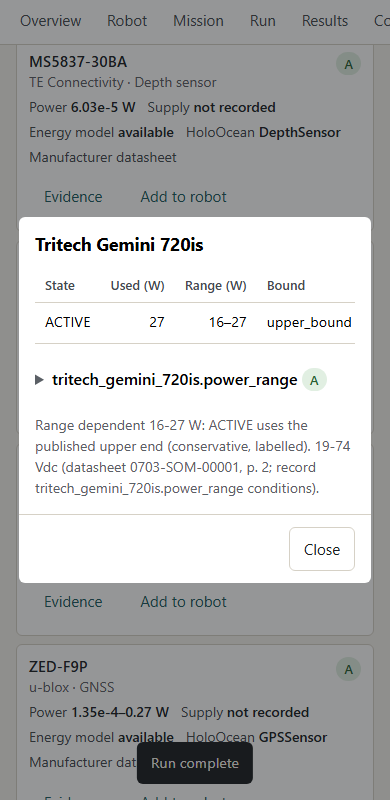 Overview Robot Mission Run Results Co
MS5837-30BA A
TE Connectivity · Depth sensor
Power 6.03e-5 W Supply not recorded
Energy model available HoloOcean DepthSensor
Manufacturer datasheet
Evidence Add to robot
Tritech Gemini 720is
State Used (W) Range (W) Bound
ACTIVE 27 16–27 upper_bound
tritech_gemini_720is.power_range A
Range dependent 16-27 W: ACTIVE uses the
published upper end (conservative, labelled). 19-74
Vdc (datasheet 0703-SOM-00001, p. 2; record
tritech_gemini_720is.power_range conditions).
Close
Evidence Add to robot
ZED-F9P A
u-blox · GNSS
Power 1.35e-4–0.27 W Supply not recorded
Energy model available HoloOcean GPSSensor
Manufacturer dat
Run complete